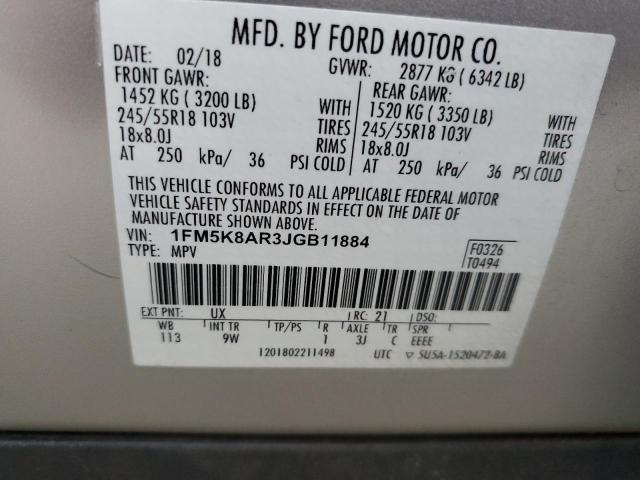 MFD. BY FORD MOTOR CO.
DATE: 02/18 GVWR: 2877 KG ( 6342 LB)
FRONT GAWR: REAR GAWR:
1452 KG ( 3200 LB) WITH 1520 KG ( 3350 LB) WITH
245/55R18 103V TIRES 245/55R18 103V TIRES
18x8.0J RIMS 18x8.0J RIMS
AT 250 kPa/ 36 PSI COLD AT 250 kPa/ 36 PSI COLD
THIS VEHICLE CONFORMS TO ALL APPLICABLE FEDERAL MOTOR
VEHICLE SAFETY STANDARDS IN EFFECT ON THE DATE OF
MANUFACTURE SHOWN ABOVE.
VIN: 1FM5K8AR3JGB11884 F0326
TYPE: MPV T0494
EXT PNT: UX RC: 21 DSO:
WB INT TR TP/PS R AXLE TR SPR
113 9W 1 3J C EEEE
1201802211498 UTC ▽ 5U5A-1520472-BA